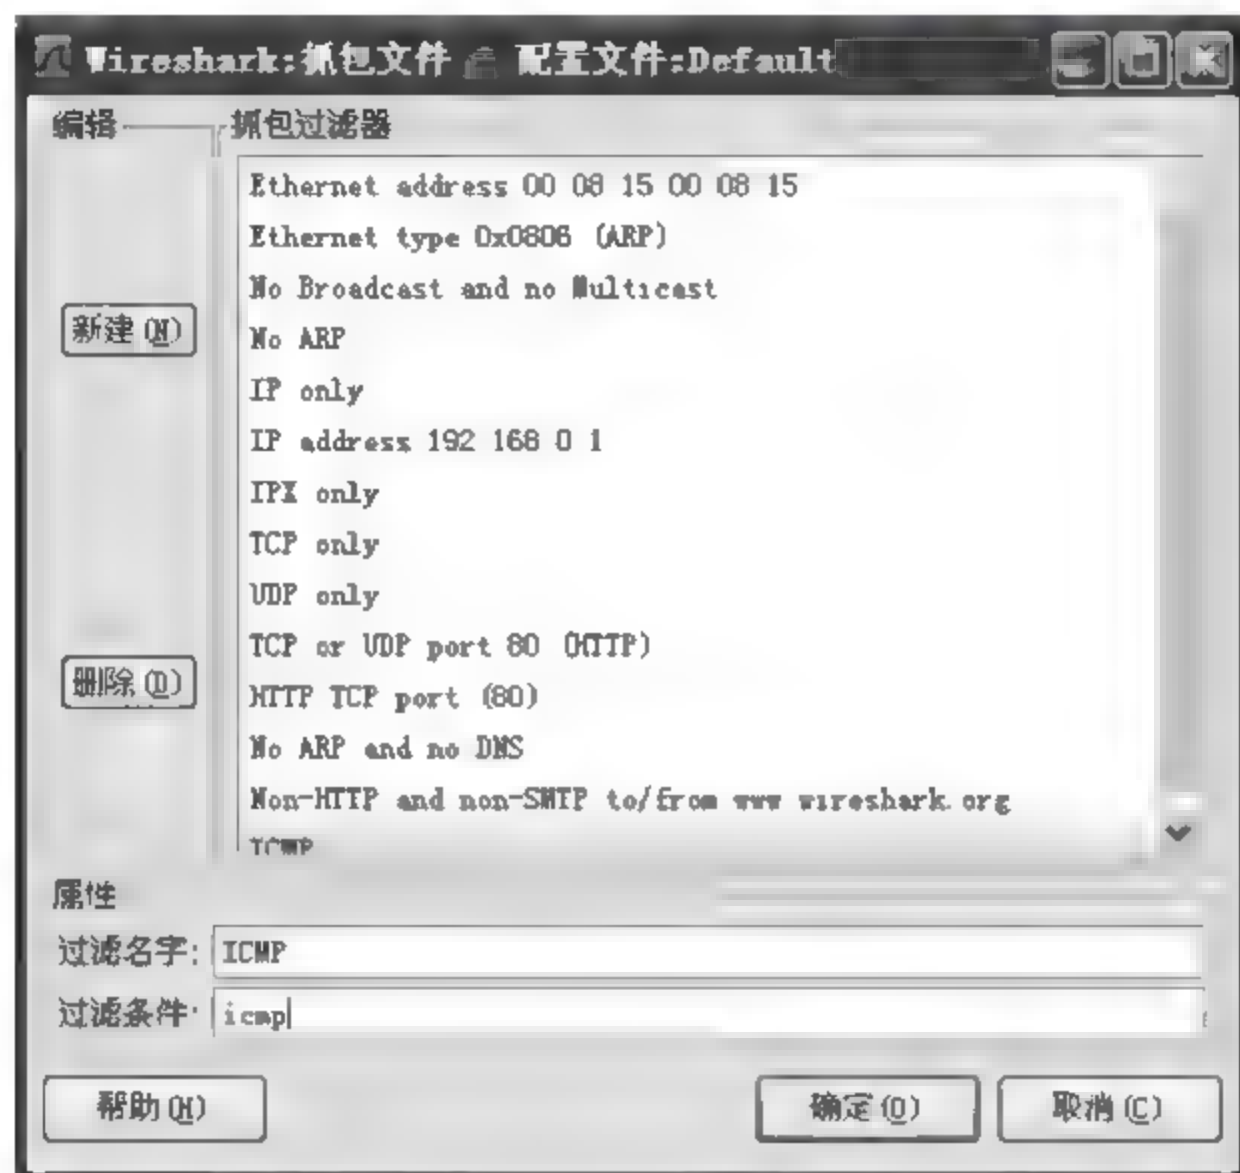 Wireshark:抓包文件 配置文件:Default
编辑
抓包过滤器
Ethernet address 00 08 15 00 08 15
Ethernet type 0x0806 (ARP)
No Broadcast and no Multicast
新建(N)
No ARP
IP only
IP address 192 168 0 1
IPX only
TCP only
UDP only
TCP or UDP port 80 (HTTP)
删除(D)
HTTP TCP port (80)
No ARP and no DNS
Non-HTTP and non-SMTP to/from www wireshark.org
ICMP
属性
过滤名字: ICMP
过滤条件: icmp
帮助(H) 确定(O) 取消(C)